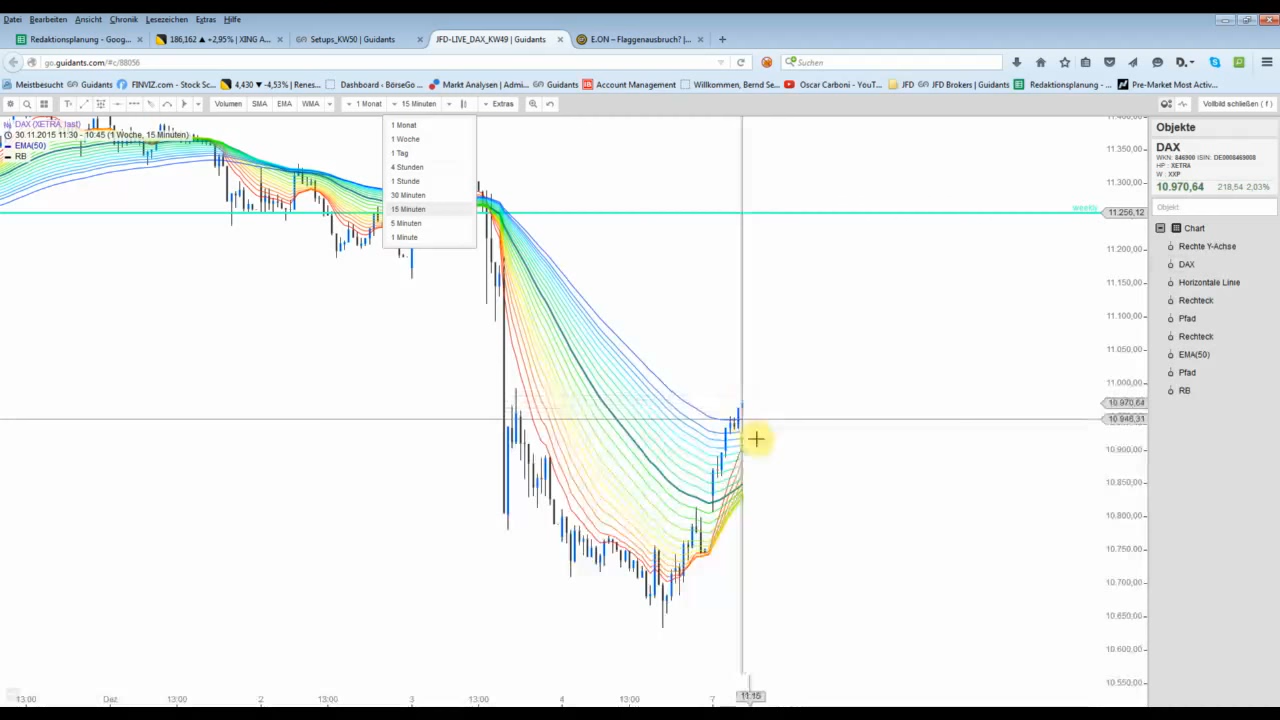 Datei Bearbeiten Ansicht Chronik Lesezeichen Extras Hilfe
Redaktionsplanung - Goog... 186,162 ▲ +2,95% | XING A... Setups_KW50 | Guidants JFD-LIVE_DAX_KW49 | Guidants E.ON – Flaggenausbruch? |...
go.guidants.com/#c/88056 Suchen
Meistbesucht Guidants FINVIZ.com - Stock Sc... 4,430 ▼ -4,53% | Renes... Dashboard - BörseGo ... Markt Analysen | Admi... Guidants Account Management Willkommen, Bernd, S... Oscar Carboni - YouT... JFD JFD Brokers | Guidants Redaktionsplanung - ... Pre-Market Most Activ...
Volumen SMA EMA WMA 1 Monat 15 Minuten Extras Vollbild schließen ( f )
DAX (XETRA, last)
30.11.2015 11:30 - 10:45 (1 Woche, 15 Minuten)
EMA(50)
RB
1 Monat
1 Woche
1 Tag
4 Stunden
1 Stunde
30 Minuten
15 Minuten
5 Minuten
1 Minute
weekly
11.400,00
11.350,00
11.300,00
11.256,12
11.200,00
11.150,00
11.100,00
11.050,00
11.000,00
10.970,64
10.946,31
10.900,00
10.850,00
10.800,00
10.750,00
10.700,00
10.650,00
10.600,00
10.550,00
13:00 Dez. 13:00 2 13:00 3 13:00 4 13:00 7 11:15
Objekte
DAX
WKN: 846900 ISIN: DE0008469008
HP : XETRA
W : XXP
10.970,64 218,54 2,03%
Objekt
Chart
Rechte Y-Achse
DAX
Horizontale Linie
Rechteck
Pfad
Rechteck
EMA(50)
Pfad
RB